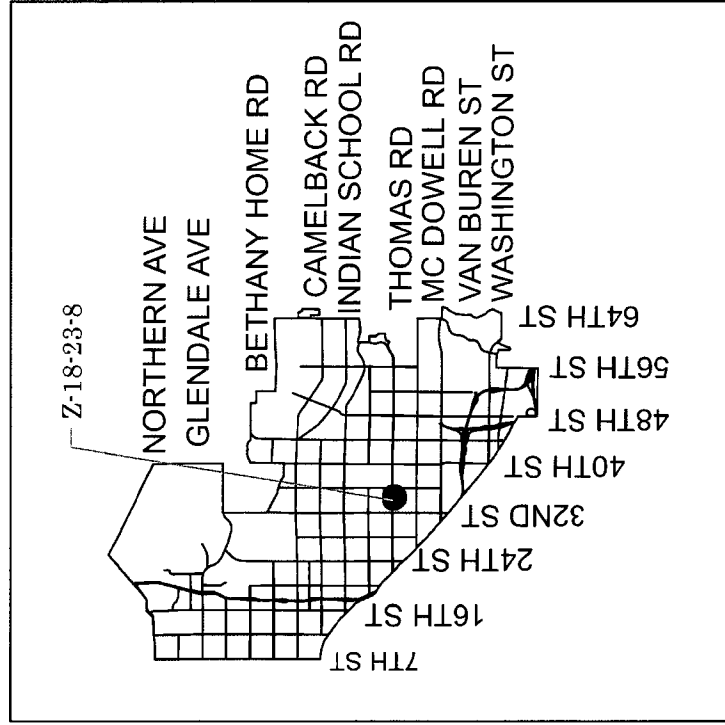 Z-18-23-8
NORTHERN AVE
GLENDALE AVE
BETHANY HOME RD
CAMELBACK RD
INDIAN SCHOOL RD
THOMAS RD
MC DOWELL RD
VAN BUREN ST
WASHINGTON ST
7TH ST
16TH ST
24TH ST
32ND ST
40TH ST
48TH ST
56TH ST
64TH ST